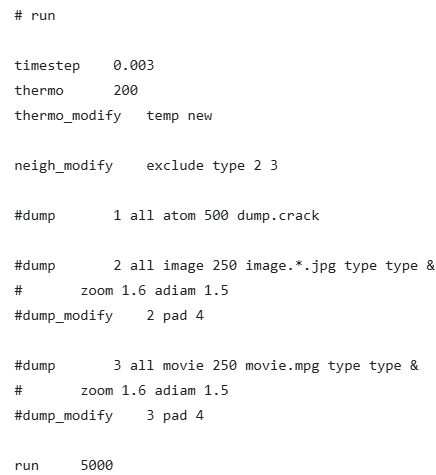 # run
timestep 0.003
thermo 200
thermo_modify temp new
neigh_modify exclude type 2 3
#dump 1 all atom 500 dump.crack
#dump 2 all image 250 image.*.jpg type type &
# zoom 1.6 adiam 1.5
#dump_modify 2 pad 4
#dump 3 all movie 250 movie.mpg type type &
# zoom 1.6 adiam 1.5
#dump_modify 3 pad 4
run 5000